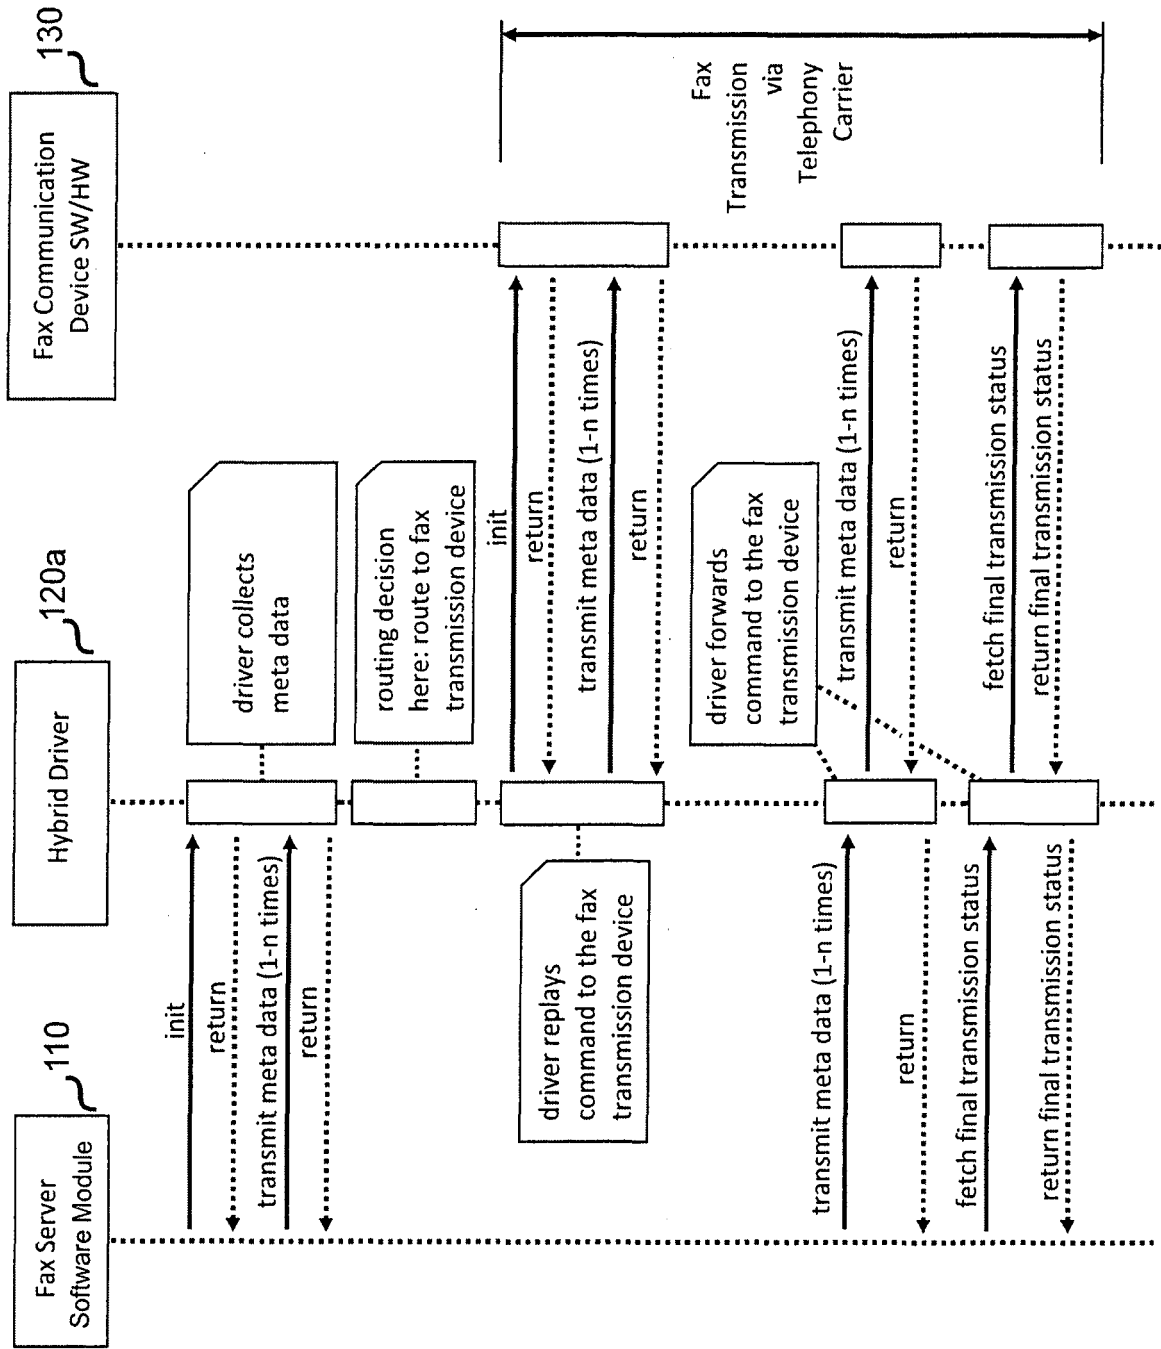 Fax Server
Software Module
110
Hybrid Driver
120a
Fax Communication
Device SW/HW
130
init
return
transmit meta data (1-n times)
return
driver collects
meta data
routing decision
here: route to fax
transmission device
driver replays
command to the fax
transmission device
init
return
transmit meta data (1-n times)
return
Fax
Transmission
via
Telephony
Carrier
driver forwards
command to the fax
transmission device
transmit meta data (1-n times)
return
transmit meta data (1-n times)
return
fetch final transmission status
return final transmission status
fetch final transmission status
return final transmission status